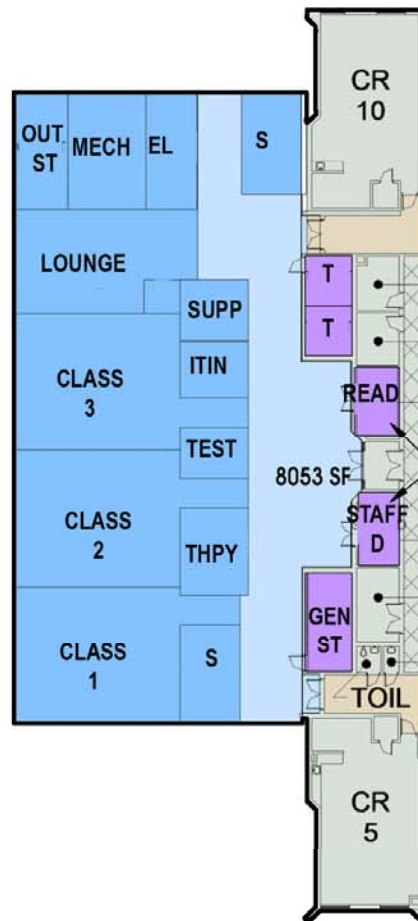 CR
10
OUT
ST
MECH
EL
S
LOUNGE
T
SUPP
T
ITIN
CLASS
3
READ
TEST
8053 SF
CLASS
2
STAFF
D
THPY
GEN
ST
CLASS
1
S
TOIL
CR
5